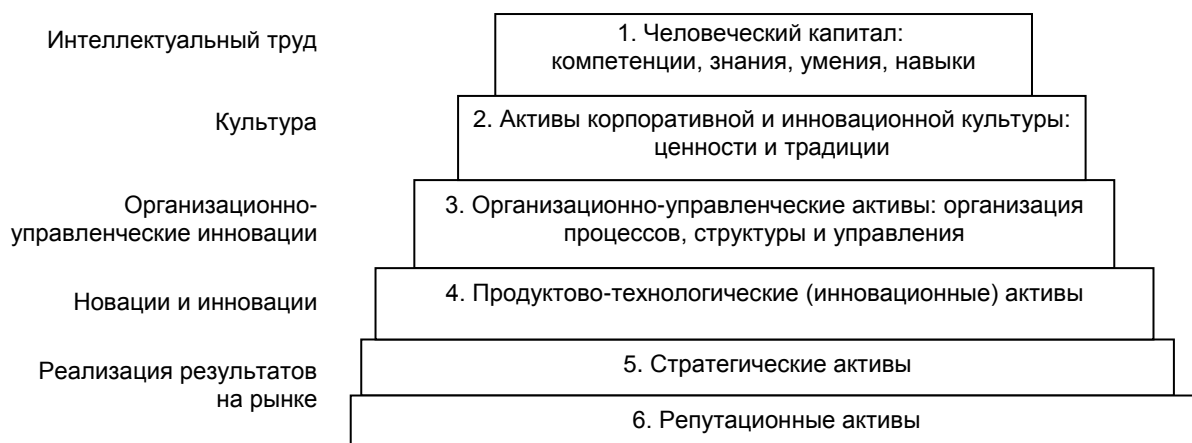 Интеллектуальный труд
1. Человеческий капитал:
компетенции, знания, умения, навыки
Культура
2. Активы корпоративной и инновационной культуры:
ценности и традиции
Организационно-
управленческие инновации
3. Организационно-управленческие активы: организация
процессов, структуры и управления
Новации и инновации
4. Продуктово-технологические (инновационные) активы
Реализация результатов
на рынке
5. Стратегические активы
6. Репутационные активы